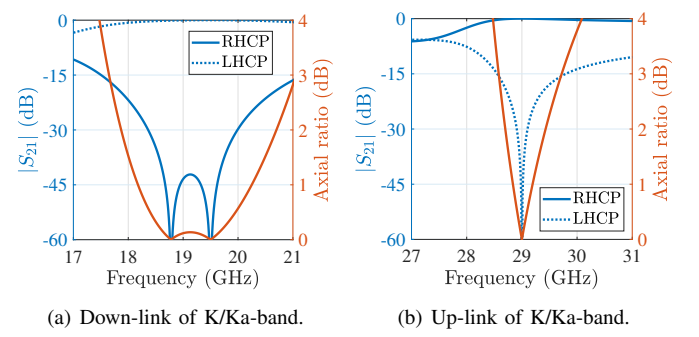 0
-15
-30
-45
-60
|S21| (dB)
17
18
19
20
21
Frequency (GHz)
4
3
2
1
0
Axial ratio (dB)
RHCP
LHCP
(a) Down-link of K/Ka-band.
0
-15
-30
-45
-60
|S21| (dB)
27
28
29
30
31
Frequency (GHz)
4
3
2
1
0
Axial ratio (dB)
RHCP
LHCP
(b) Up-link of K/Ka-band.